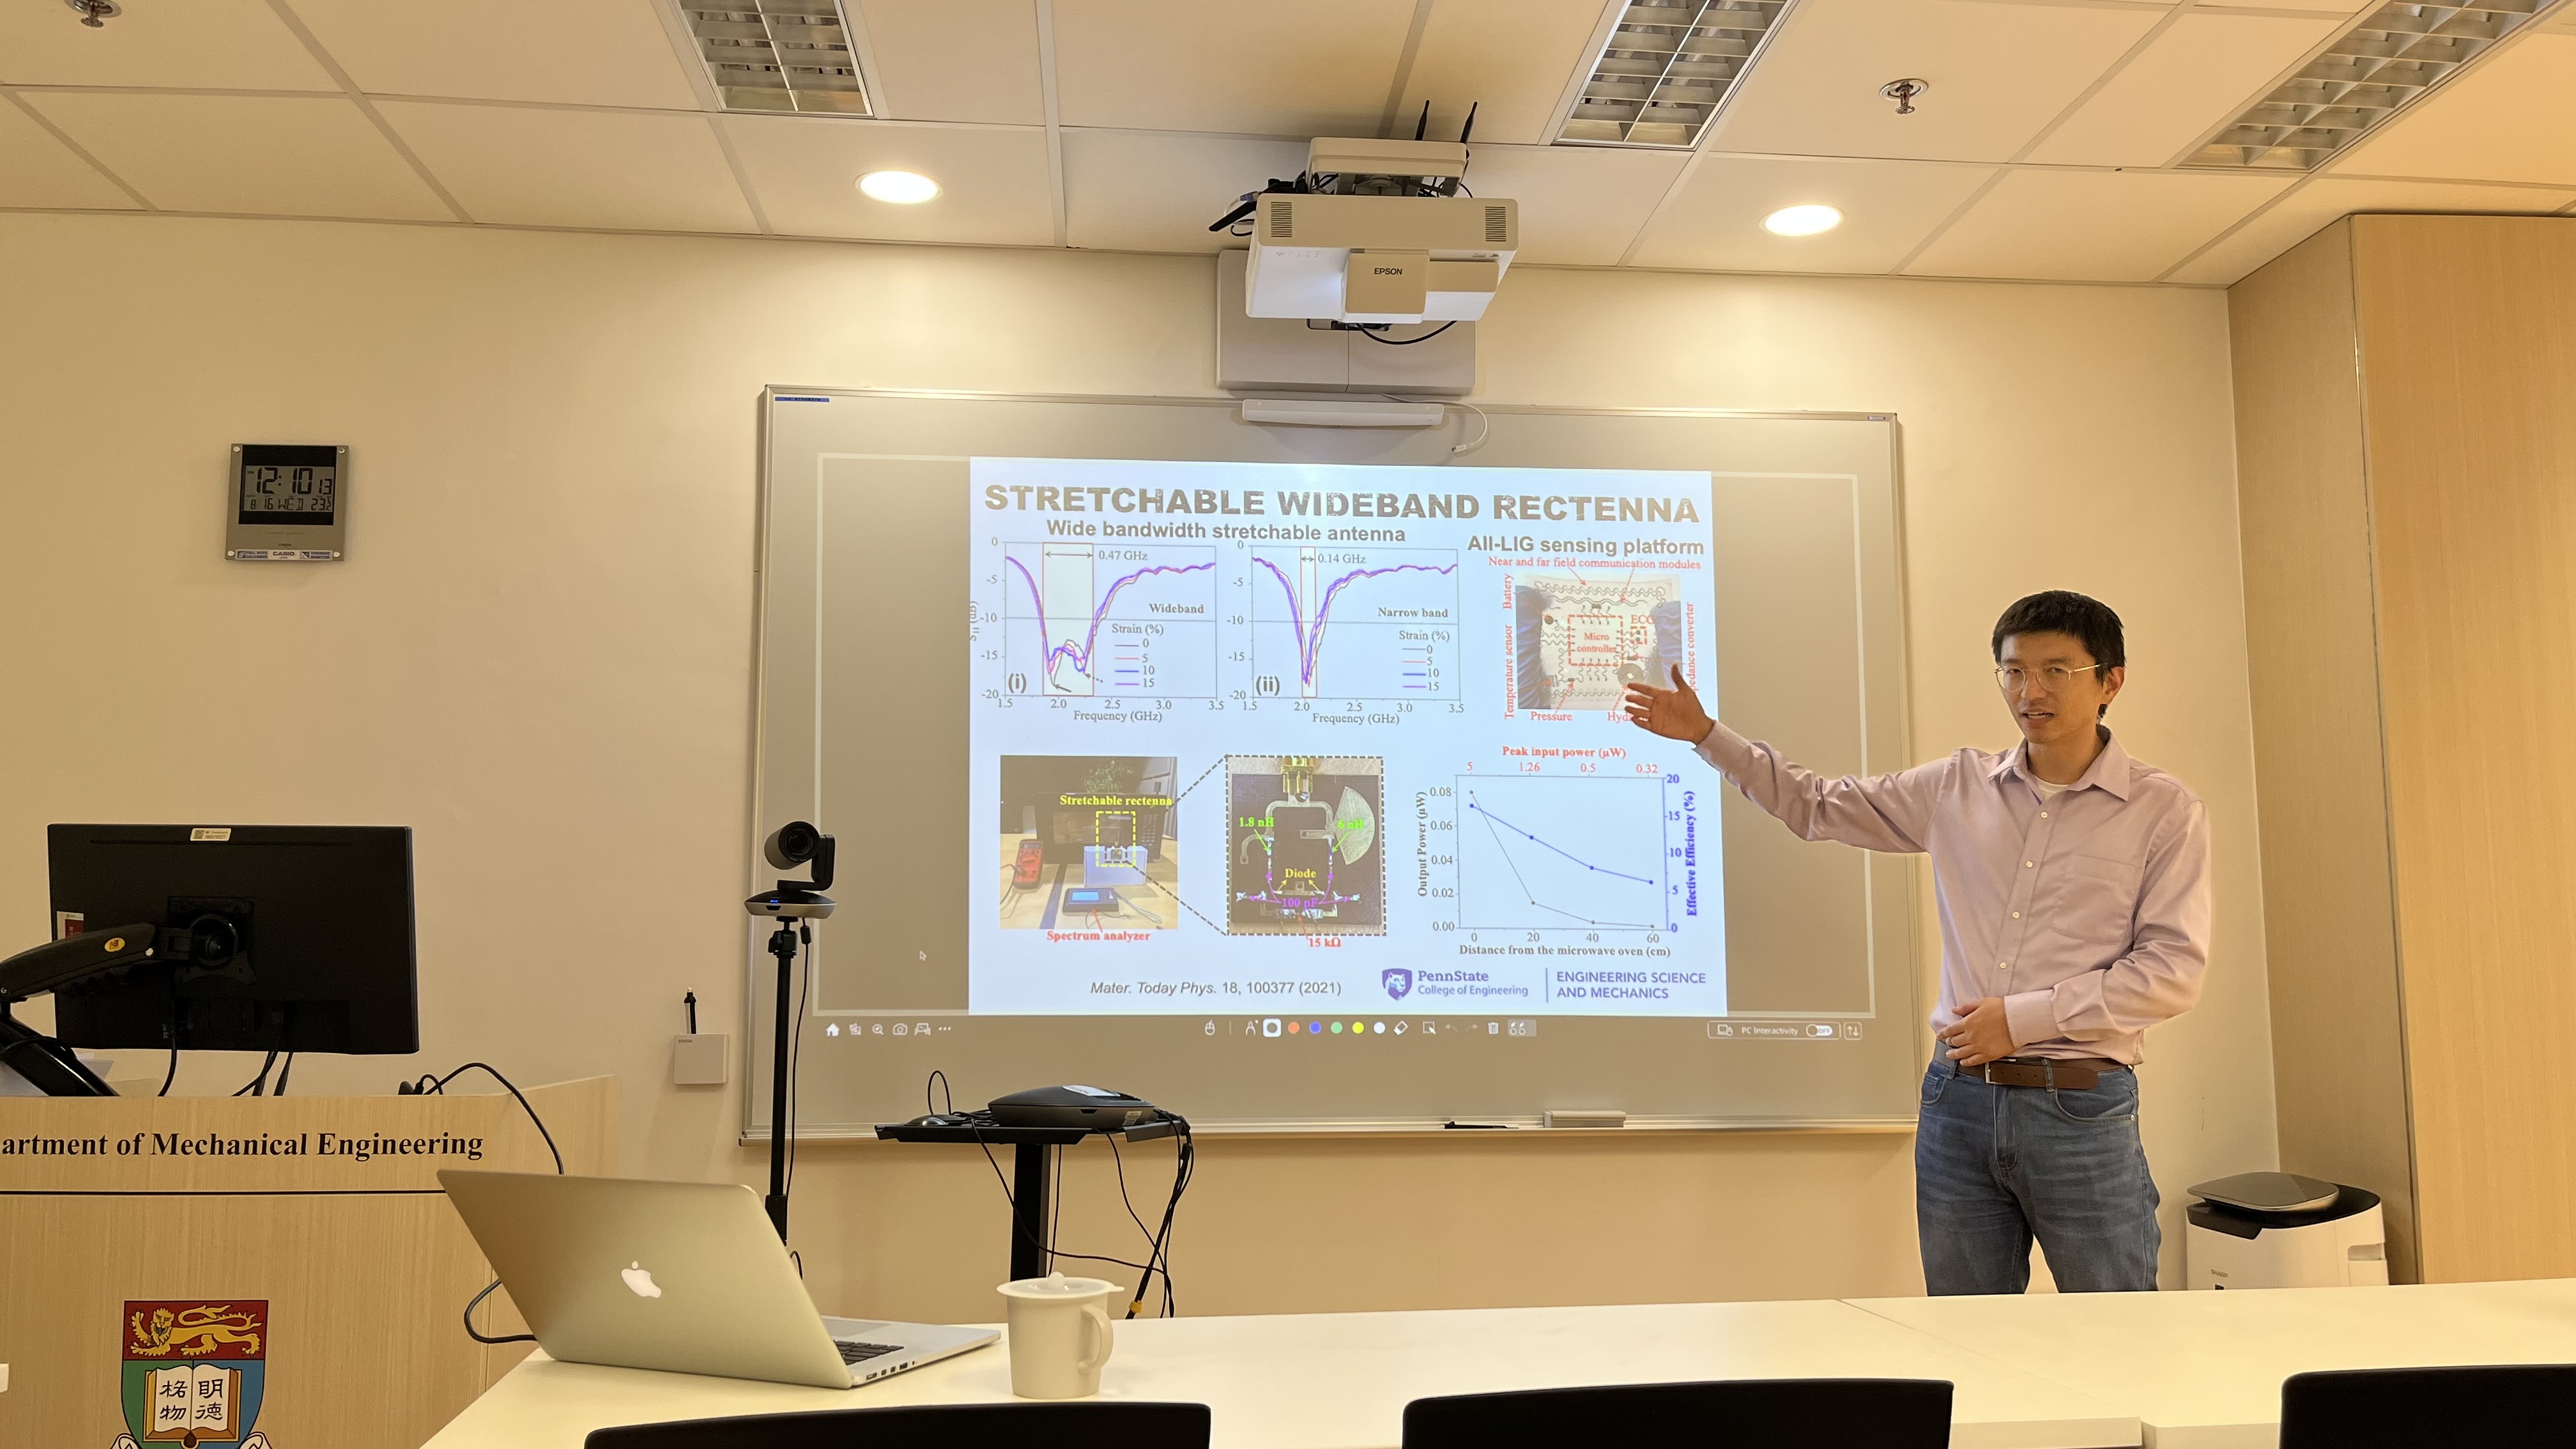 EPSON
12:10 13
8 16 WED 23.5
CASIO
STRETCHABLE WIDEBAND RECTENNA
Wide bandwidth stretchable antenna
All-LIG sensing platform
Near and far field communication modules
0
-5
-10
-15
-20
0.47 GHz
Wideband
Strain (%)
0
5
10
15
(i)
1.5 2.0 2.5 3.0 3.5
Frequency (GHz)
0
-5
-10
-15
-20
0.14 GHz
Narrow band
Strain (%)
0
5
10
15
(ii)
1.5 2.0 2.5 3.0 3.5
Frequency (GHz)
Battery
Temperature sensor
Micro
controller
ECG
converter
Pressure
Stretchable rectenna
Spectrum analyzer
1.8 nH
6 nH
Diode
100 pF
15 kΩ
Peak input power (μW)
5 1.26 0.5 0.32
Output Power (μW)
0.08
0.06
0.04
0.02
0.00
20
15
10
5
0
Effective Efficiency (%)
0 20 40 60
Distance from the microwave oven (cm)
Mater. Today Phys. 18, 100377 (2021)
PennState
College of Engineering
ENGINEERING SCIENCE
AND MECHANICS
PC Interactivity
OFF
EPSON
artment of Mechanical Engineering
明德
格物